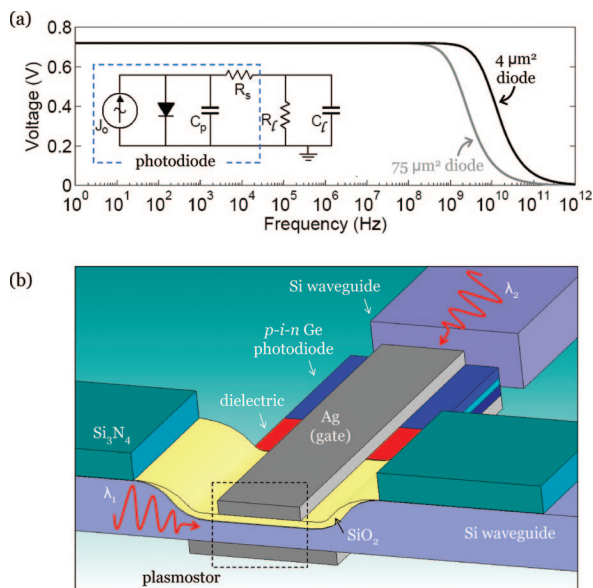 (a)
Voltage (V)
0.8
0.6
0.4
0.2
0
J₀
Cₚ
Rₛ
Rℓ
Cℓ
photodiode
4 µm²
diode
75 µm² diode
10⁰ 10¹ 10² 10³ 10⁴ 10⁵ 10⁶ 10⁷ 10⁸ 10⁹ 10¹⁰ 10¹¹ 10¹²
Frequency (Hz)
(b)
Si waveguide
λ₂
p-i-n Ge
photodiode
dielectric
Ag
(gate)
Si₃N₄
λ₁
SiO₂
Si waveguide
plasmostor